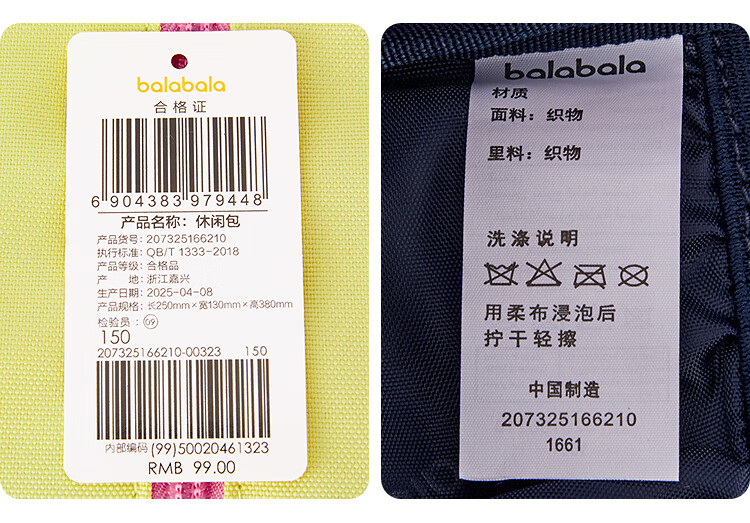 balabala
合格证
6 904383 979448
产品名称：休闲包
产品货号：207325166210
执行标准：QB/T 1333-2018
产品等级：合格品
产　　地：浙江嘉兴
生产日期：2025-04-08
产品规格：长250mm×宽130mm×高380mm
检验员：09
150
207325166210-00323 150
内部编码 (99)50020461323
RMB 99.00
balabala
材质
面料：织物
里料：织物
洗涤说明
用柔布浸泡后
拧干轻擦
中国制造
207325166210
1661